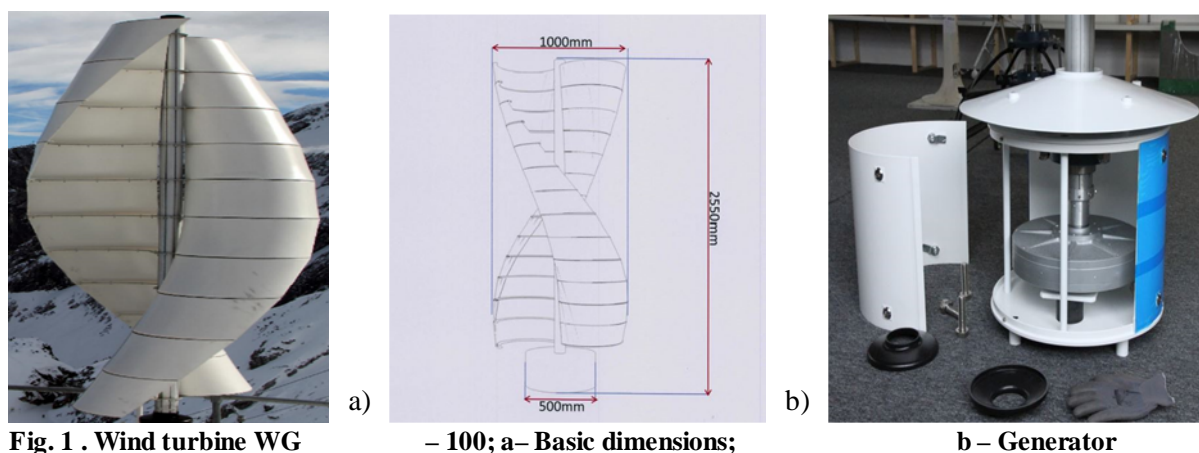 1000mm
2550mm
500mm
a)
b)
Fig. 1 . Wind turbine WG – 100; a– Basic dimensions; b – Generator